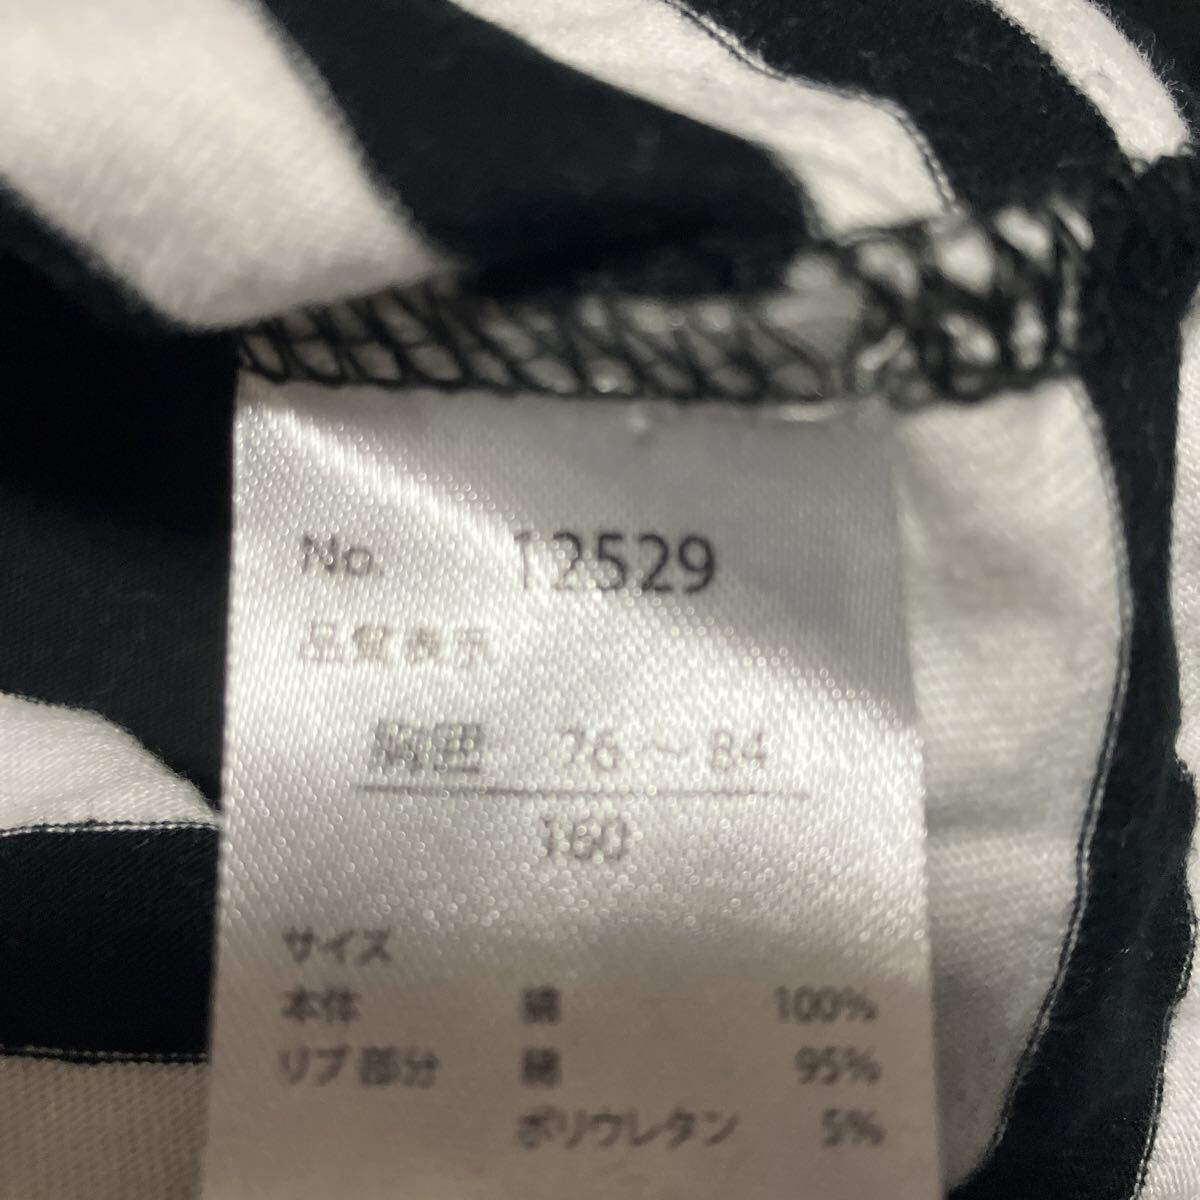 No. 12529
品質表示
胸囲 76～84
160
サイズ
本体 綿 100%
リブ部分 綿 95%
ポリウレタン 5%